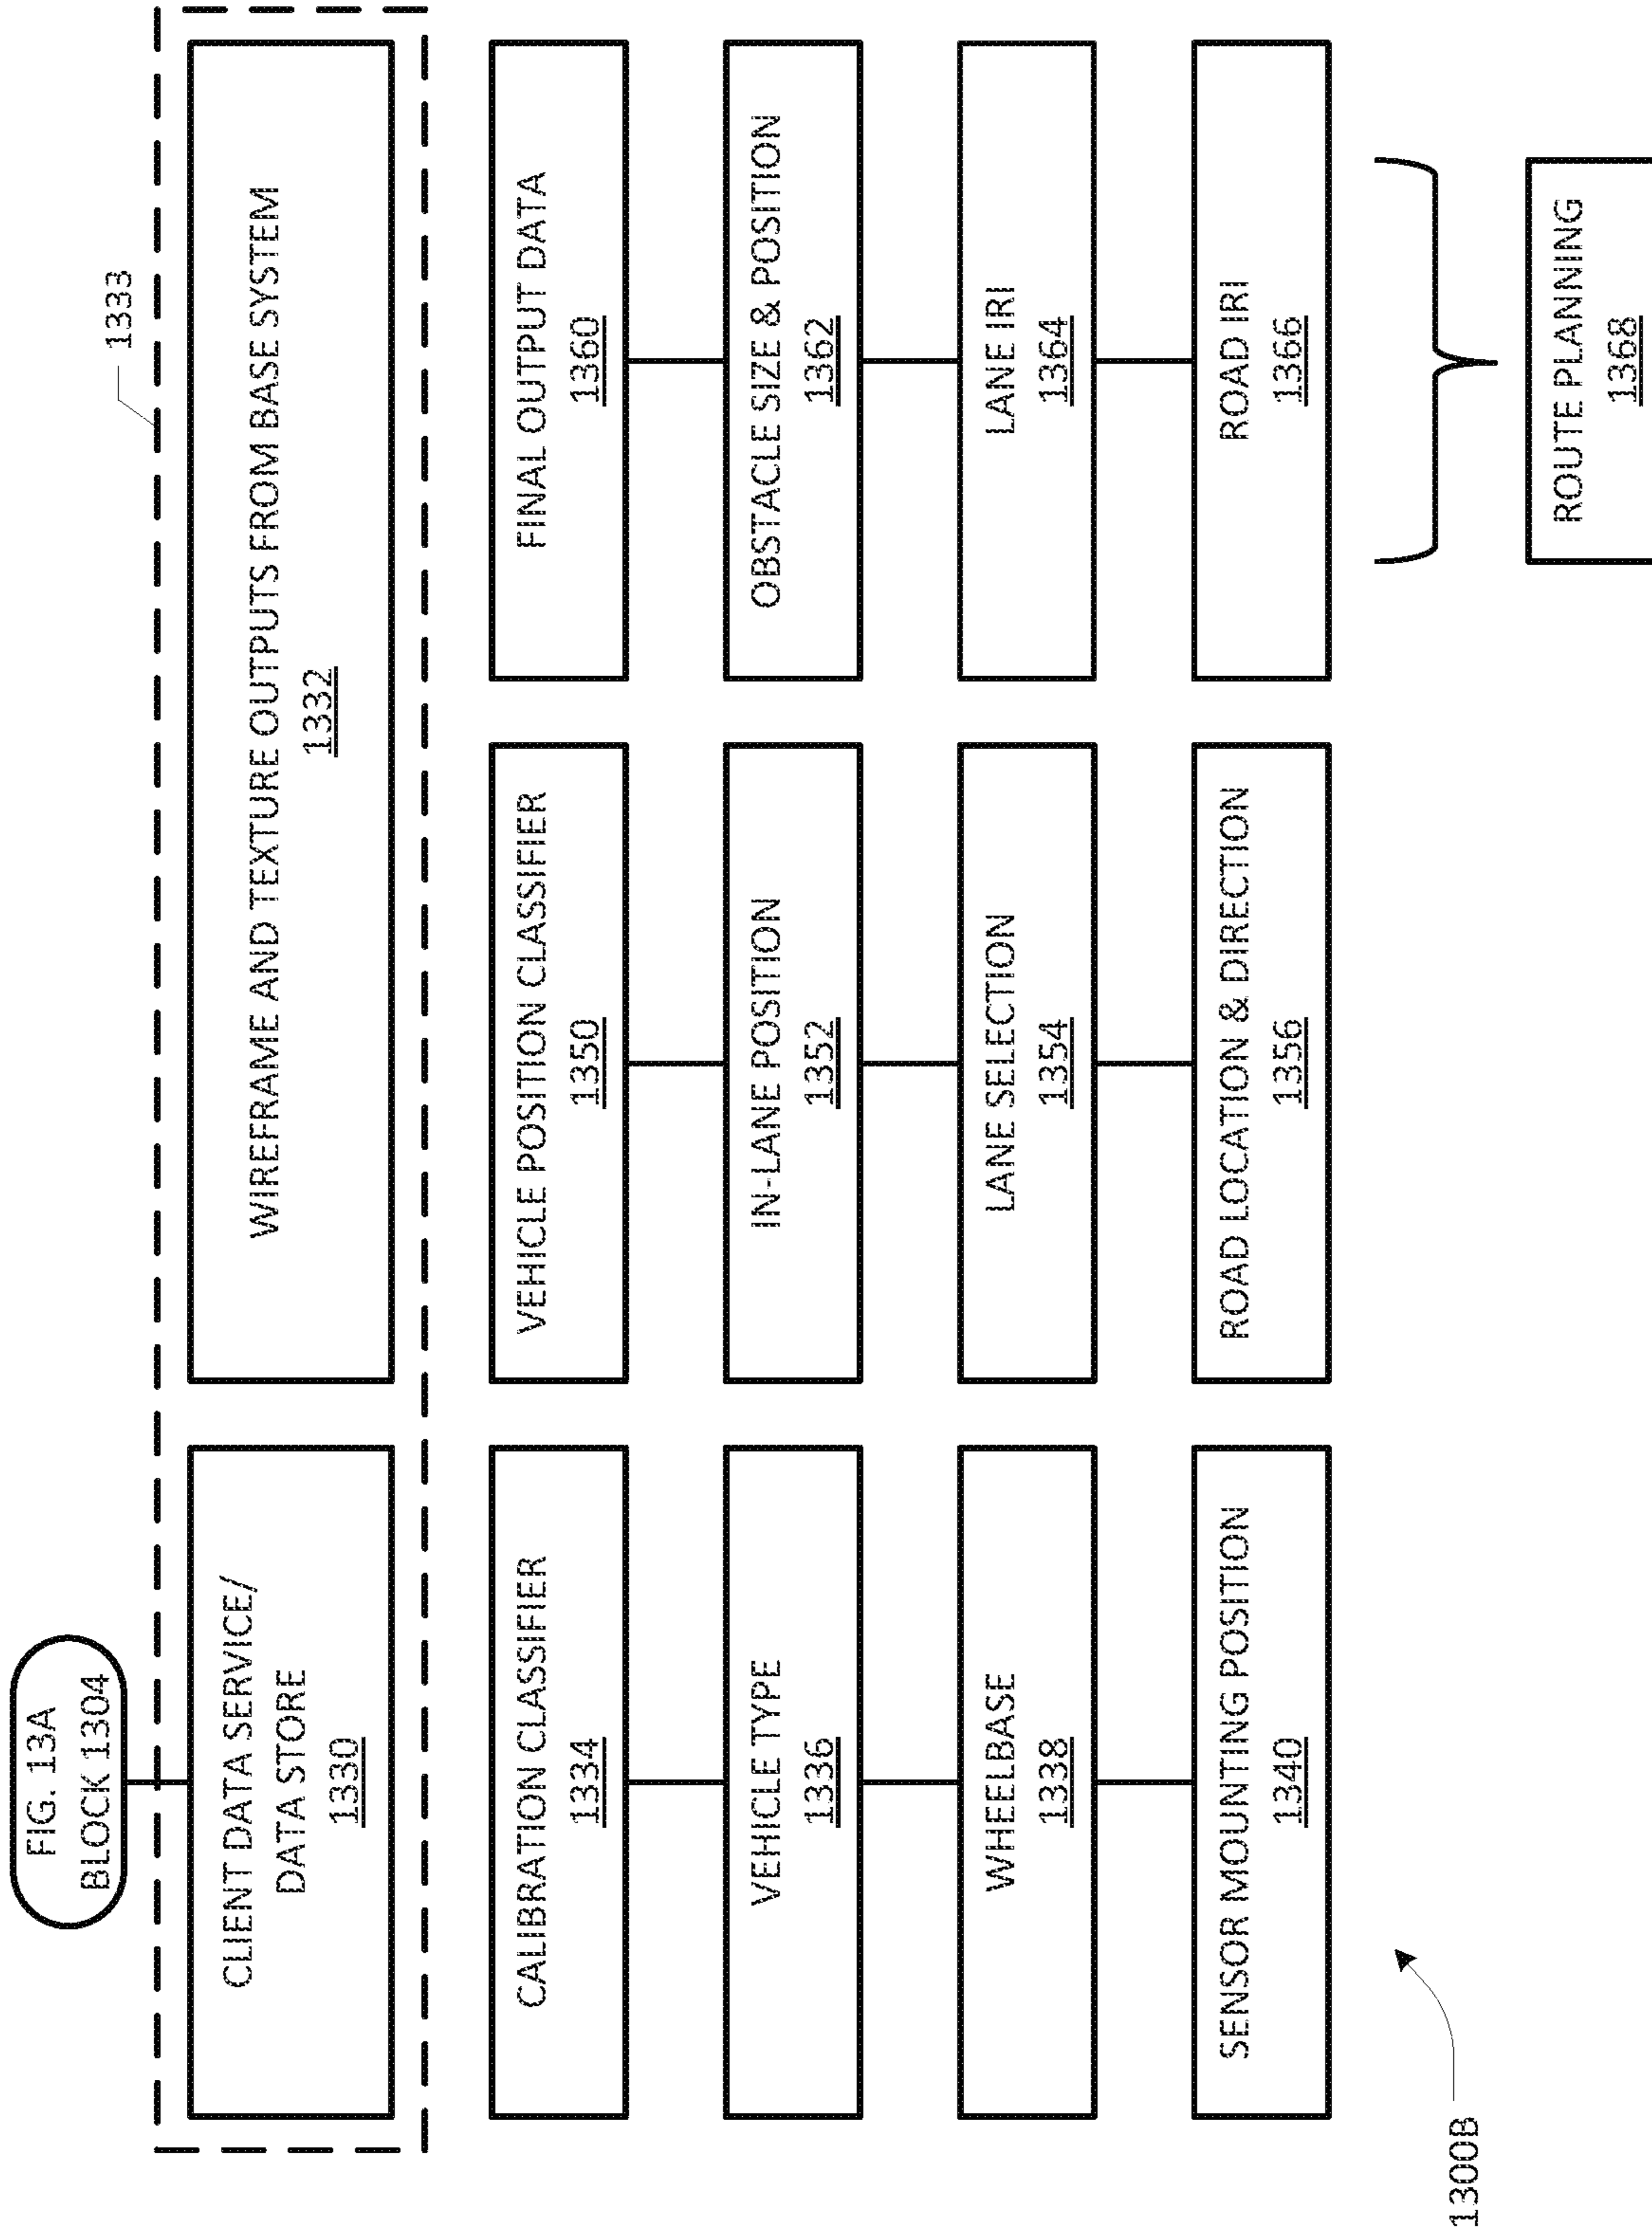 FIG. 13A
BLOCK 1304
1333
CLIENT DATA SERVICE/
DATA STORE
1330
WIREFRAME AND TEXTURE OUTPUTS FROM BASE SYSTEM
1332
CALIBRATION CLASSIFIER
1334
VEHICLE TYPE
1336
WHEELBASE
1338
SENSOR MOUNTING POSITION
1340
VEHICLE POSITION CLASSIFIER
1350
IN-LANE POSITION
1352
LANE SELECTION
1354
ROAD LOCATION & DIRECTION
1356
FINAL OUTPUT DATA
1360
OBSTACLE SIZE & POSITION
1362
LANE IRI
1364
ROAD IRI
1366
ROUTE PLANNING
1368
1300B